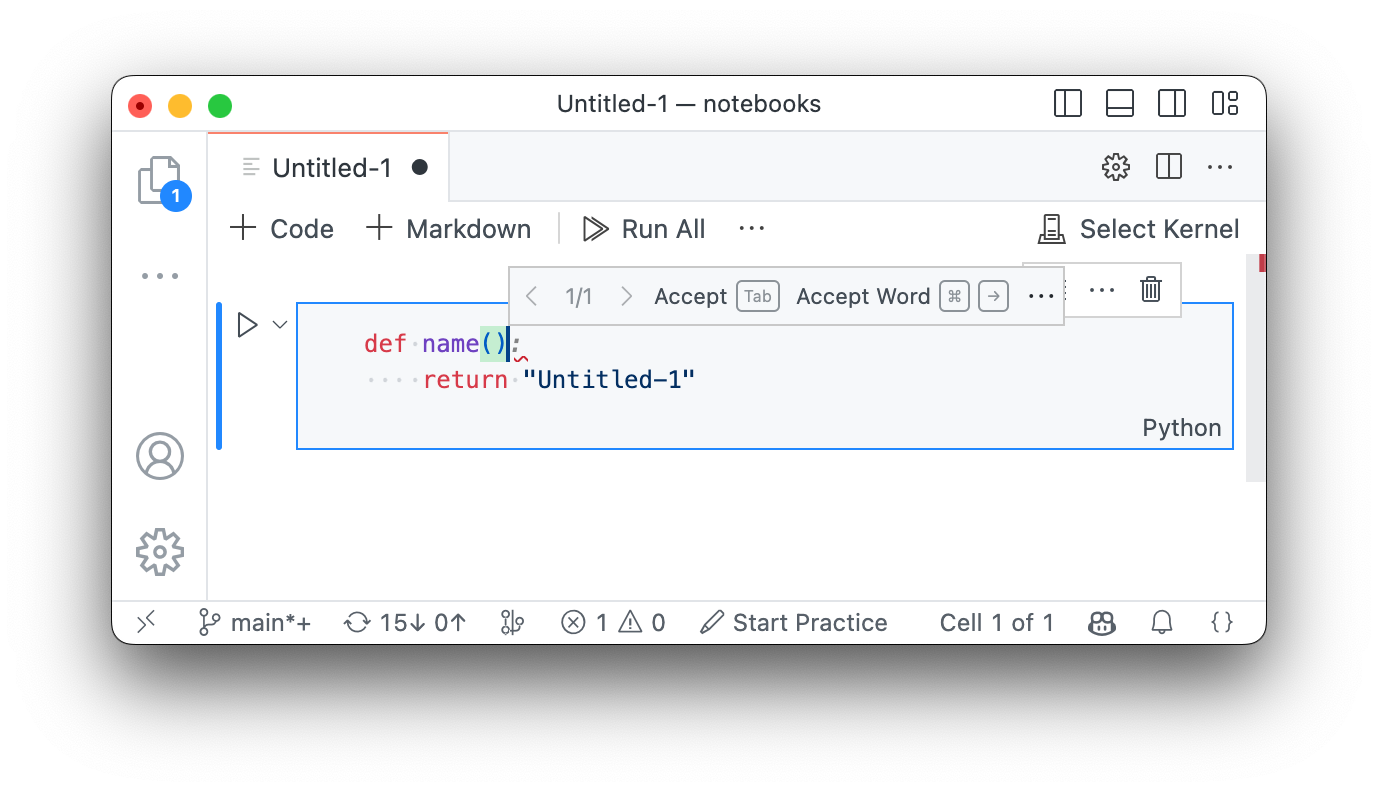 Untitled-1 — notebooks
1
Untitled-1
Code Markdown Run All Select Kernel
1/1 Accept Tab Accept Word ⌘ →
def name():
return "Untitled-1"
Python
main*+ 15↓ 0↑ 1 0 Start Practice Cell 1 of 1 {}